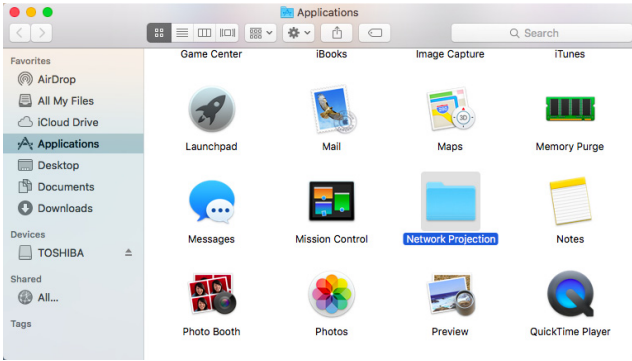 Applications
Search
Favorites
AirDrop
All My Files
iCloud Drive
Applications
Desktop
Documents
Downloads
Devices
TOSHIBA
Shared
All...
Tags
Game Center iBooks Image Capture iTunes
3D
Launchpad Mail Maps Memory Purge
Messages Mission Control Network Projection Notes
Photo Booth Photos Preview QuickTime Player